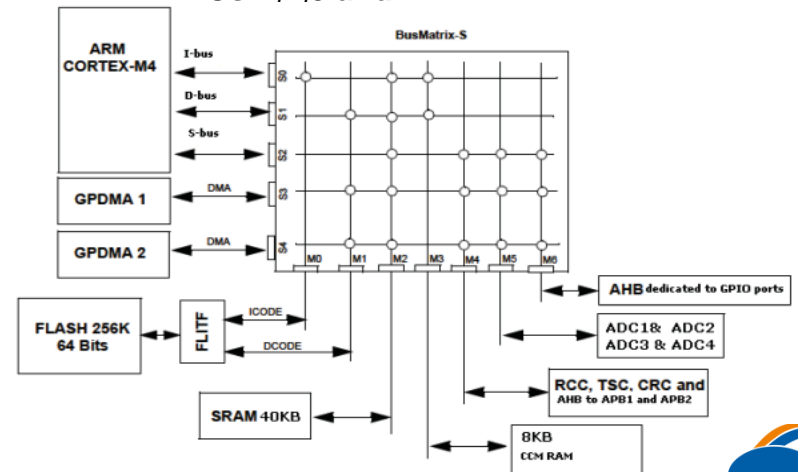 BusMatrix-S
ARM
CORTEX-M4
I-bus
D-bus
S-bus
S0
S1
S2
S3
S4
GPDMA 1
DMA
GPDMA 2
DMA
M0
M1
M2
M3
M4
M5
M6
AHB dedicated to GPIO ports
FLASH 256K
64 Bits
FLITF
ICODE
DCODE
ADC1& ADC2
ADC3 & ADC4
RCC, TSC, CRC and
AHB to APB1 and APB2
SRAM 40KB
8KB
CCM RAM